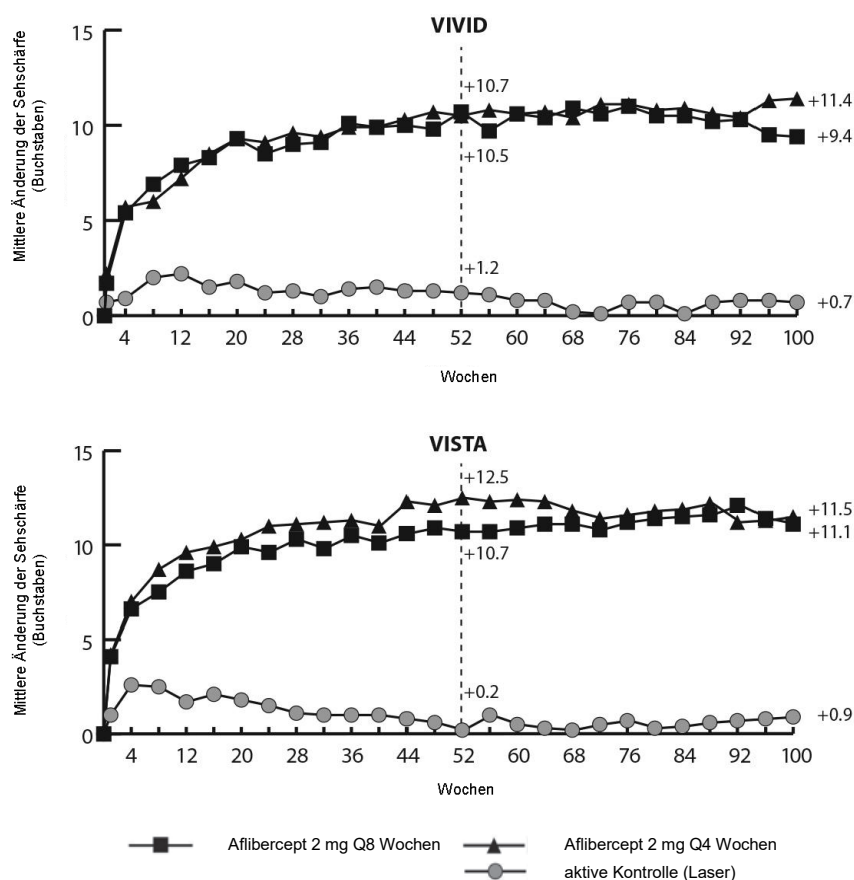 VIVID
Mittlere Änderung der Sehschärfe
(Buchstaben)
15
10
5
0
+10.7
+10.5
+1.2
+11.4
+9.4
+0.7
4 12 20 28 36 44 52 60 68 76 84 92 100
Wochen
VISTA
Mittlere Änderung der Sehschärfe
(Buchstaben)
15
10
5
0
+12.5
+10.7
+0.2
+11.5
+11.1
+0.9
4 12 20 28 36 44 52 60 68 76 84 92 100
Wochen
Aflibercept 2 mg Q8 Wochen
Aflibercept 2 mg Q4 Wochen
aktive Kontrolle (Laser)